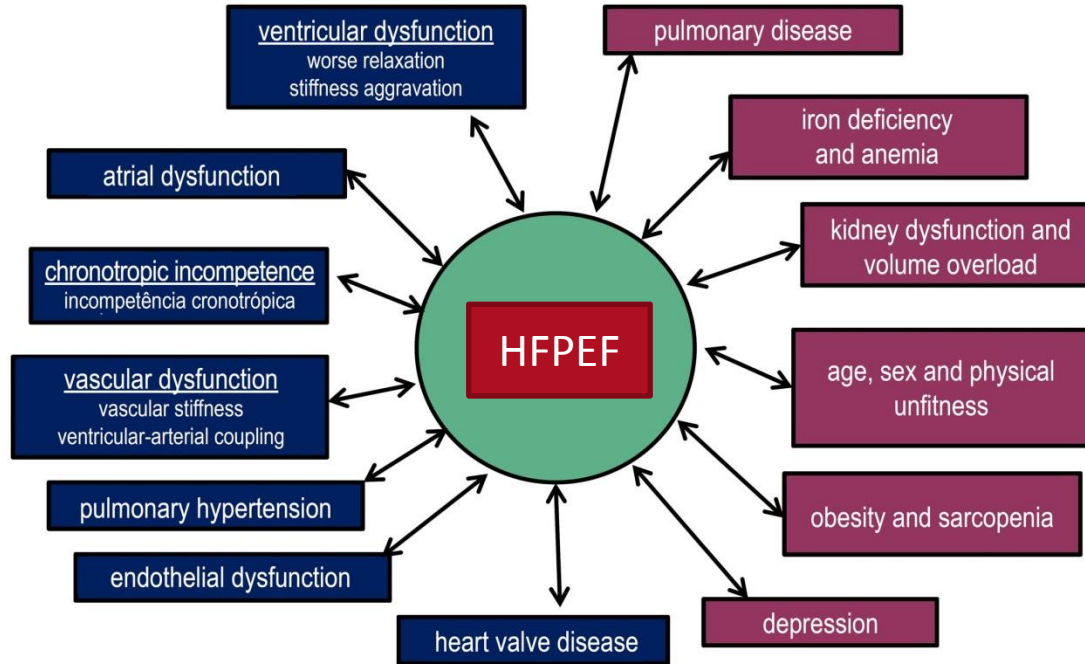 ventricular dysfunction
worse relaxation
stiffness aggravation
atrial dysfunction
chronotropic incompetence
incompetência cronotrópica
vascular dysfunction
vascular stiffness
ventricular-arterial coupling
pulmonary hypertension
endothelial dysfunction
heart valve disease
HFPEF
pulmonary disease
iron deficiency
and anemia
kidney dysfunction and
volume overload
age, sex and physical
unfitness
obesity and sarcopenia
depression